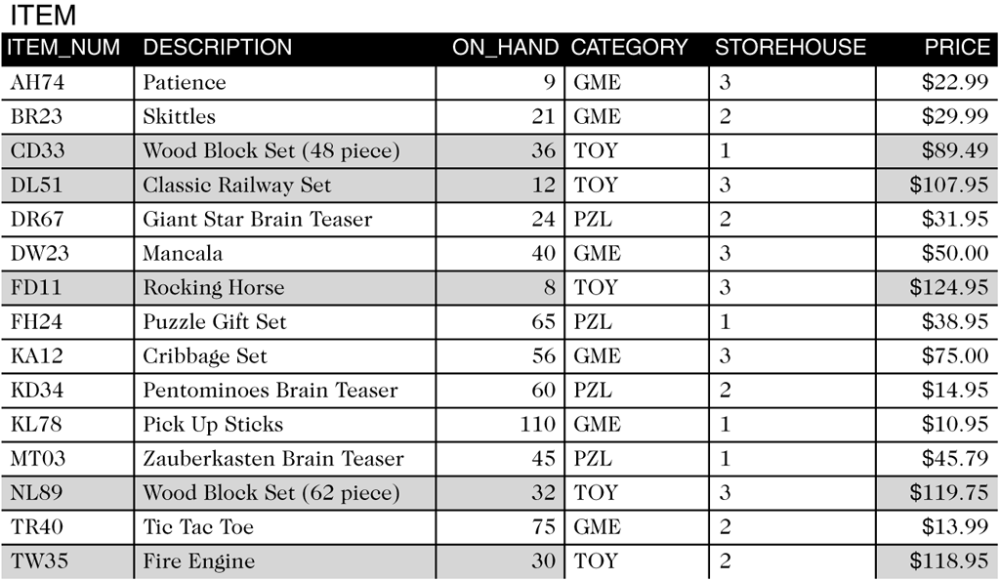 ITEM
ITEM_NUM DESCRIPTION ON_HAND CATEGORY STOREHOUSE PRICE
AH74 Patience 9 GME 3 $22.99
BR23 Skittles 21 GME 2 $29.99
CD33 Wood Block Set (48 piece) 36 TOY 1 $89.49
DL51 Classic Railway Set 12 TOY 3 $107.95
DR67 Giant Star Brain Teaser 24 PZL 2 $31.95
DW23 Mancala 40 GME 3 $50.00
FD11 Rocking Horse 8 TOY 3 $124.95
FH24 Puzzle Gift Set 65 PZL 1 $38.95
KA12 Cribbage Set 56 GME 3 $75.00
KD34 Pentominoes Brain Teaser 60 PZL 2 $14.95
KL78 Pick Up Sticks 110 GME 1 $10.95
MT03 Zauberkasten Brain Teaser 45 PZL 1 $45.79
NL89 Wood Block Set (62 piece) 32 TOY 3 $119.75
TR40 Tic Tac Toe 75 GME 2 $13.99
TW35 Fire Engine 30 TOY 2 $118.95